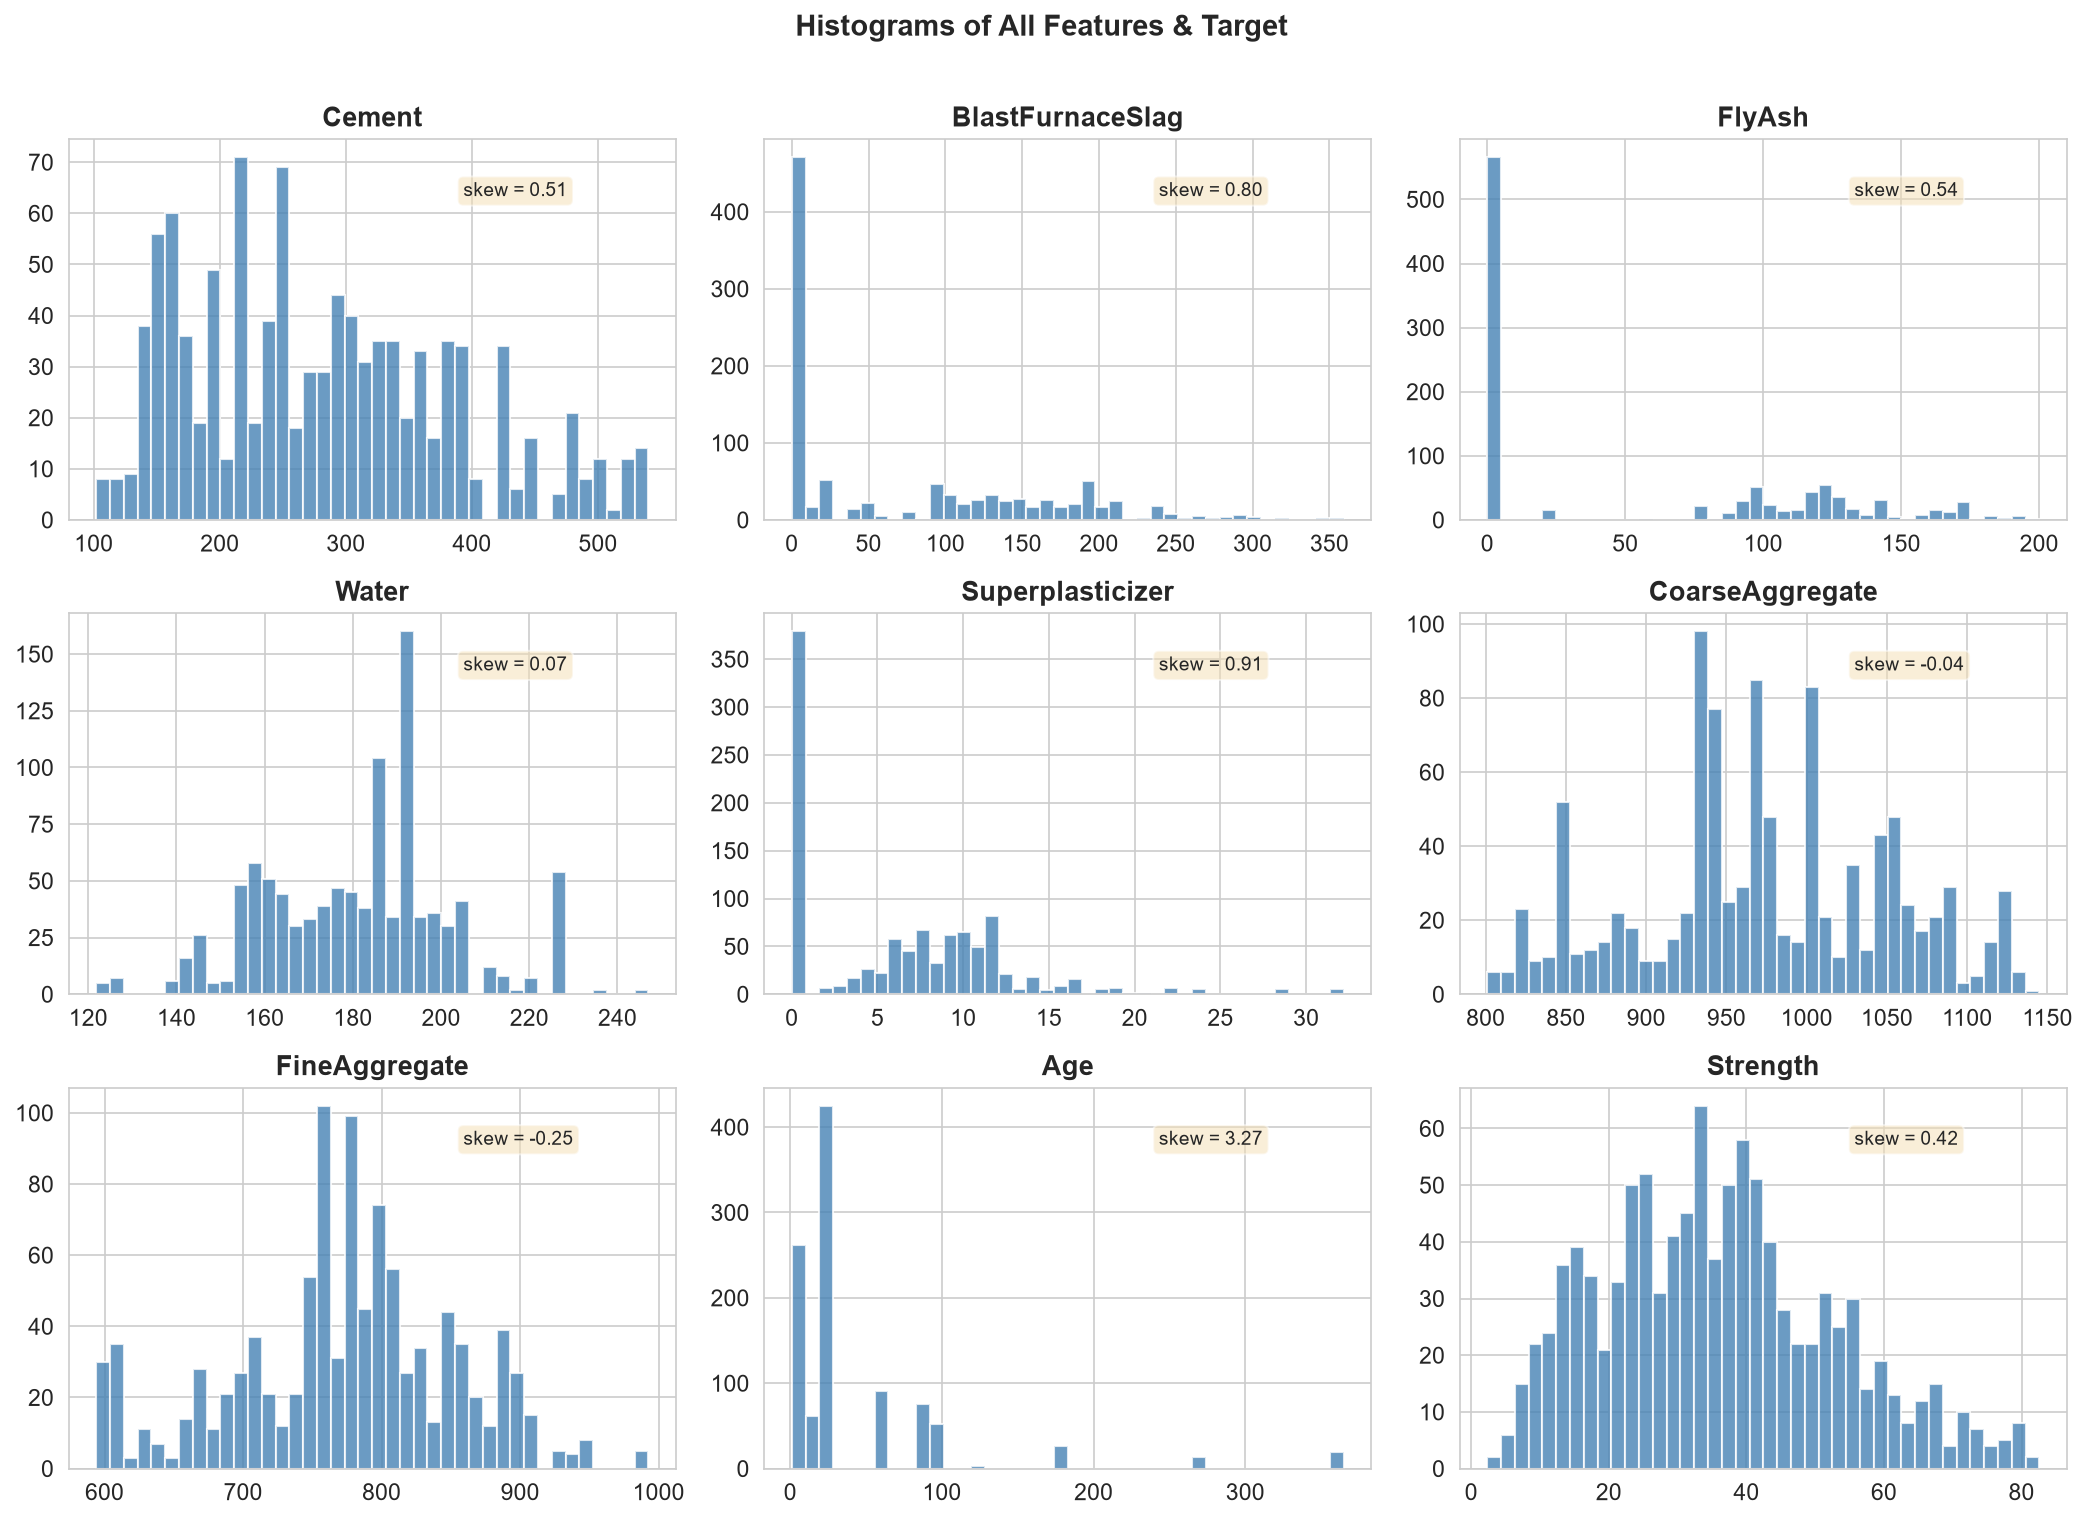 Histograms of All Features & Target
Cement
BlastFurnaceSlag
FlyAsh
70
60
50
40
30
20
10
0
skew = 0.51
100 200 300 400 500
400
300
200
100
0
skew = 0.80
0 50 100 150 200 250 300 350
500
400
300
200
100
0
skew = 0.54
0 50 100 150 200
Water
Superplasticizer
CoarseAggregate
150
125
100
75
50
25
0
skew = 0.07
120 140 160 180 200 220 240
350
300
250
200
150
100
50
0
skew = 0.91
0 5 10 15 20 25 30
100
80
60
40
20
0
skew = -0.04
800 850 900 950 1000 1050 1100 1150
FineAggregate
Age
Strength
100
80
60
40
20
0
skew = -0.25
600 700 800 900 1000
400
300
200
100
0
skew = 3.27
0 100 200 300
60
50
40
30
20
10
0
skew = 0.42
0 20 40 60 80